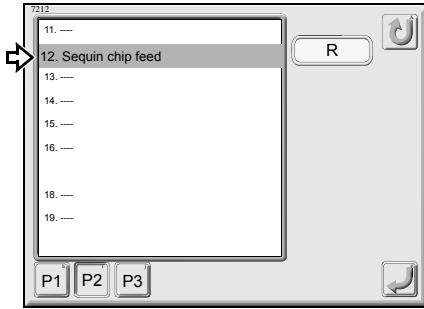 7212
11. ----
12. Sequin chip feed
R
13. ----
14. ----
15. ----
16. ----
18. ----
19. ----
P1 P2 P3